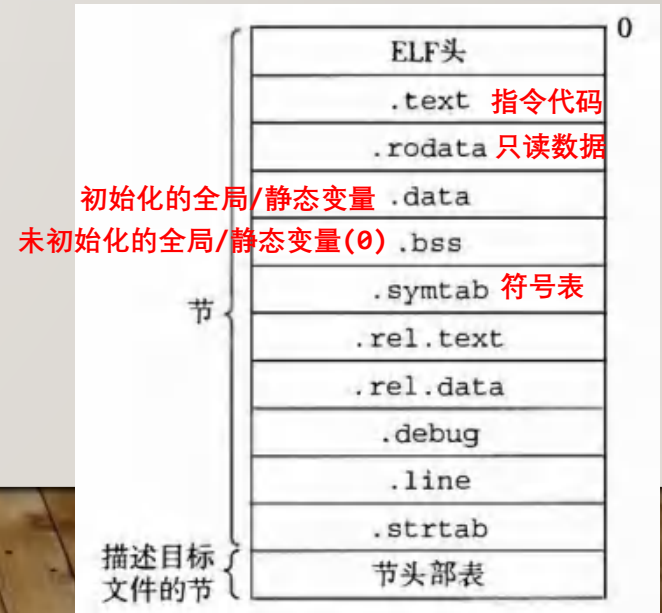 0
ELF头
.text 指令代码
.rodata 只读数据
初始化的全局/静态变量 .data
未初始化的全局/静态变量(0) .bss
.symtab 符号表
节
.rel.text
.rel.data
.debug
.line
.strtab
描述目标
文件的节
节头部表